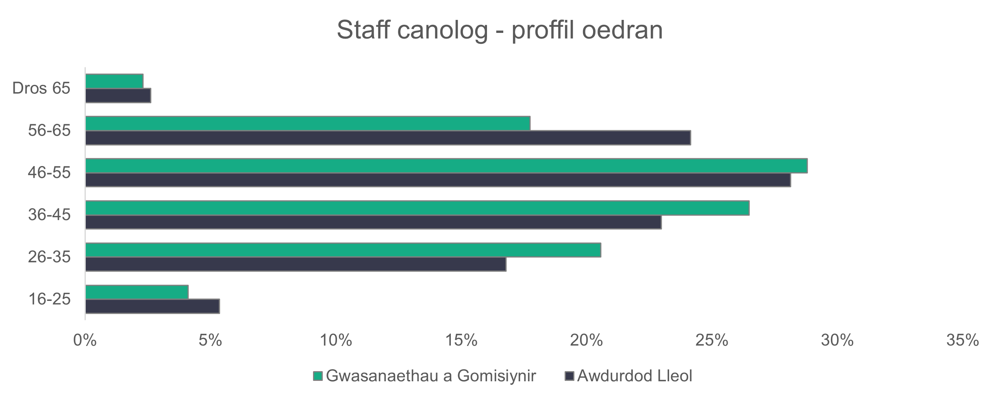 Staff canolog - proffil oedran
Dros 65
56-65
46-55
36-45
26-35
16-25
0% 5% 10% 15% 20% 25% 30% 35%
Gwasanaethau a Gomisiynir Awdurdod Lleol